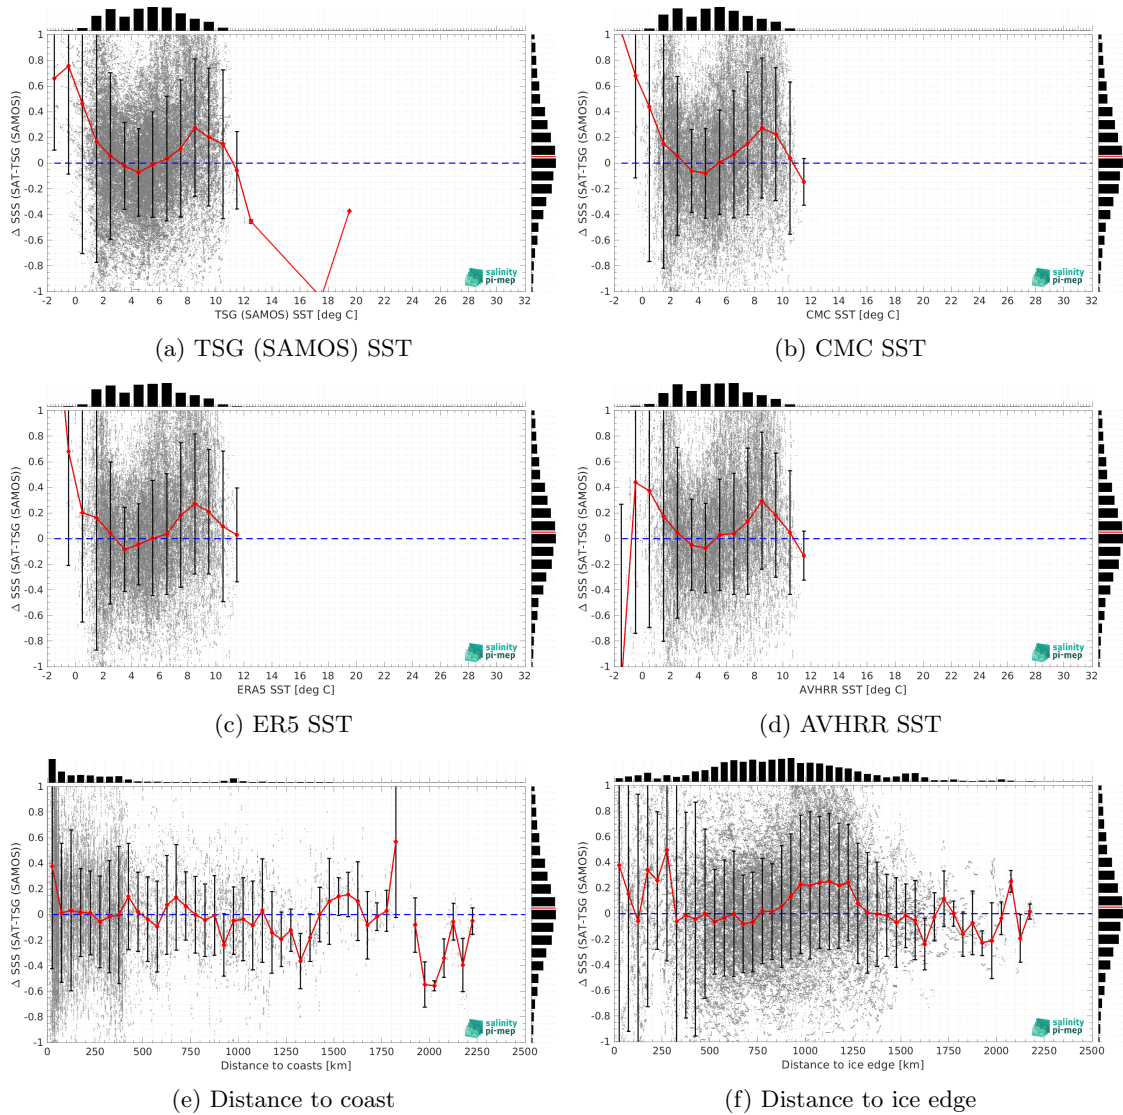 1
0.8
0.6
0.4
0.2
0
-0.2
-0.4
-0.6
-0.8
-1
Δ SSS (SAT-TSG (SAMOS))
salinity
pi-mep
-2 0 2 4 6 8 10 12 14 16 18 20 22 24 26 28 30 32
TSG (SAMOS) SST [deg C]
(a) TSG (SAMOS) SST
1
0.8
0.6
0.4
0.2
0
-0.2
-0.4
-0.6
-0.8
-1
Δ SSS (SAT-TSG (SAMOS))
salinity
pi-mep
-2 0 2 4 6 8 10 12 14 16 18 20 22 24 26 28 30 32
CMC SST [deg C]
(b) CMC SST
1
0.8
0.6
0.4
0.2
0
-0.2
-0.4
-0.6
-0.8
-1
Δ SSS (SAT-TSG (SAMOS))
salinity
pi-mep
-2 0 2 4 6 8 10 12 14 16 18 20 22 24 26 28 30 32
ERA5 SST [deg C]
(c) ER5 SST
1
0.8
0.6
0.4
0.2
0
-0.2
-0.4
-0.6
-0.8
-1
Δ SSS (SAT-TSG (SAMOS))
salinity
pi-mep
-2 0 2 4 6 8 10 12 14 16 18 20 22 24 26 28 30 32
AVHRR SST [deg C]
(d) AVHRR SST
1
0.8
0.6
0.4
0.2
0
-0.2
-0.4
-0.6
-0.8
-1
Δ SSS (SAT-TSG (SAMOS))
salinity
pi-mep
0 250 500 750 1000 1250 1500 1750 2000 2250 2500
Distance to coasts [km]
(e) Distance to coast
1
0.8
0.6
0.4
0.2
0
-0.2
-0.4
-0.6
-0.8
-1
Δ SSS (SAT-TSG (SAMOS))
salinity
pi-mep
0 250 500 750 1000 1250 1500 1750 2000 2250 2500
Distance to ice edge [km]
(f) Distance to ice edge